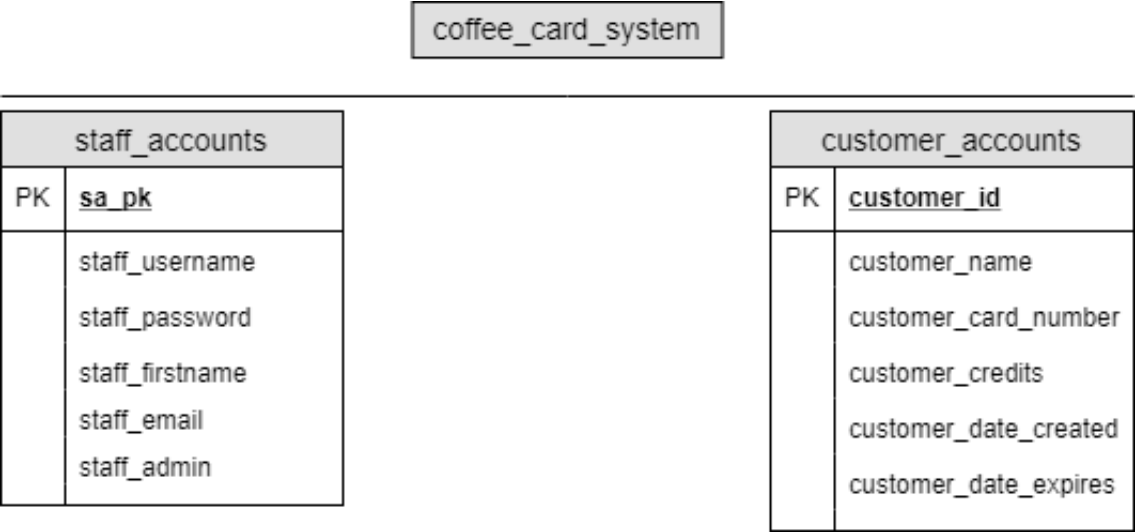 coffee_card_system
staff_accounts
PK sa_pk
staff_username
staff_password
staff_firstname
staff_email
staff_admin
customer_accounts
PK customer_id
customer_name
customer_card_number
customer_credits
customer_date_created
customer_date_expires